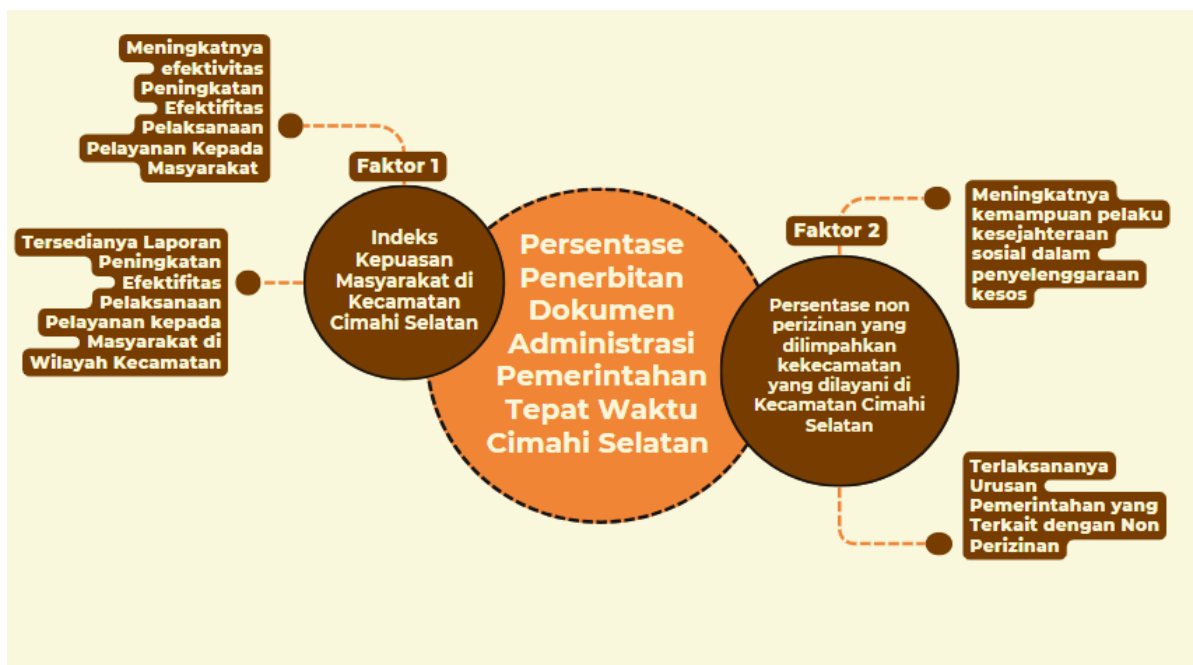 Meningkatnya
efektivitas
Peningkatan
Efektifitas
Pelaksanaan
Pelayanan Kepada
Masyarakat
Faktor 1
Indeks
Kepuasan
Masyarakat di
Kecamatan
Cimahi Selatan
Tersedianya Laporan
Peningkatan
Efektifitas
Pelaksanaan
Pelayanan kepada
Masyarakat di
Wilayah Kecamatan
Persentase
Penerbitan
Dokumen
Administrasi
Pemerintahan
Tepat Waktu
Cimahi Selatan
Faktor 2
Persentase non
perizinan yang
dilimpahkan
kekecamatan
yang dilayani di
Kecamatan Cimahi
Selatan
Meningkatnya
kemampuan pelaku
kesejahteraan
sosial dalam
penyelenggaraan
kesos
Terlaksananya
Urusan
Pemerintahan yang
Terkait dengan Non
Perizinan